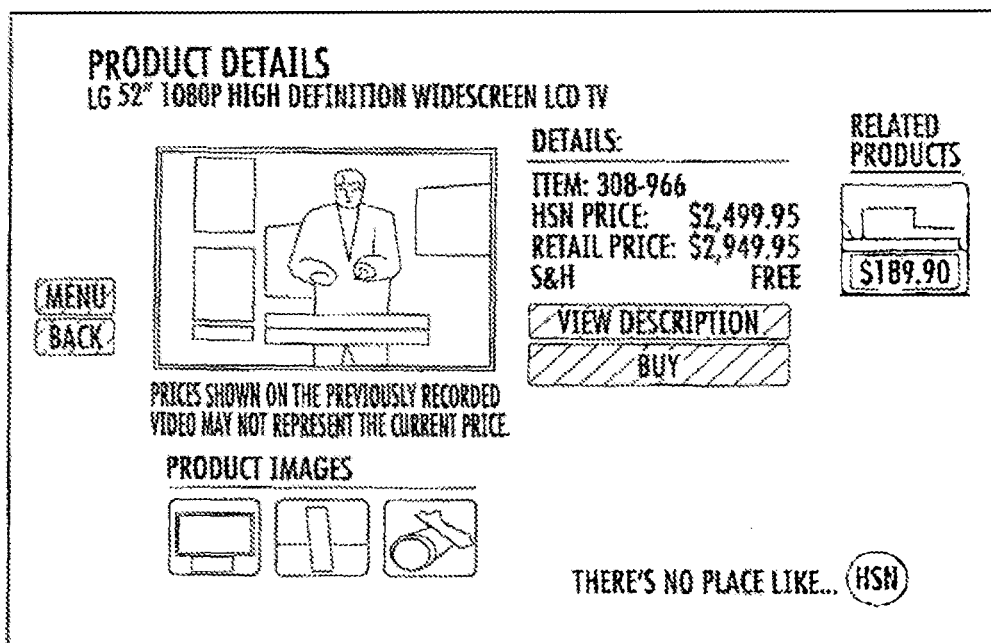 PRODUCT DETAILS
LG 52" 1080P HIGH DEFINITION WIDESCREEN LCD TV
MENU
BACK
PRICES SHOWN ON THE PREVIOUSLY RECORDED
VIDEO MAY NOT REPRESENT THE CURRENT PRICE.
PRODUCT IMAGES
DETAILS:
ITEM: 308-966
HSN PRICE: $2,499.95
RETAIL PRICE: $2,949.95
S&H FREE
VIEW DESCRIPTION
BUY
RELATED
PRODUCTS
$189.90
THERE'S NO PLACE LIKE... HSN